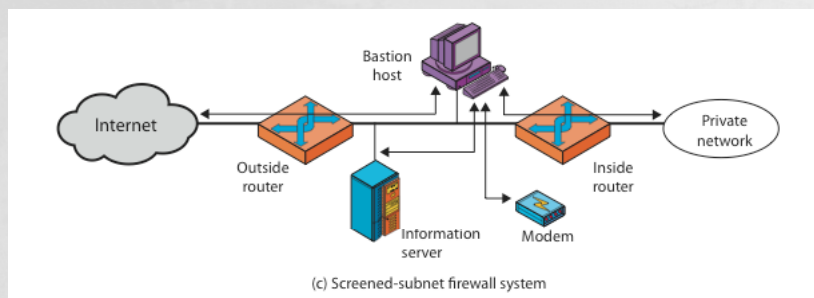 Bastion
host
Internet
Private
network
Outside
router
Inside
router
Information
server
Modem
(c) Screened-subnet firewall system